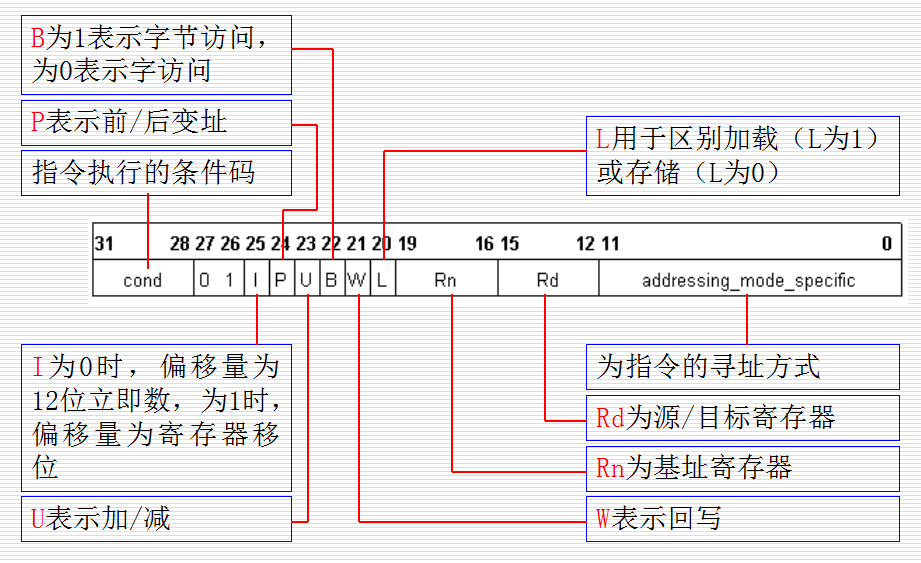 B为1表示字节访问，
为0表示字访问
P表示前/后变址
指令执行的条件码
L用于区别加载（L为1）
或存储（L为0）
31 28 27 26 25 24 23 22 21 20 19 16 15 12 11 0
cond 0 1 I P U B W L Rn Rd addressing_mode_specific
I为0时，偏移量为
12位立即数，为1时，
偏移量为寄存器移
位
U表示加/减
为指令的寻址方式
Rd为源/目标寄存器
Rn为基址寄存器
W表示回写